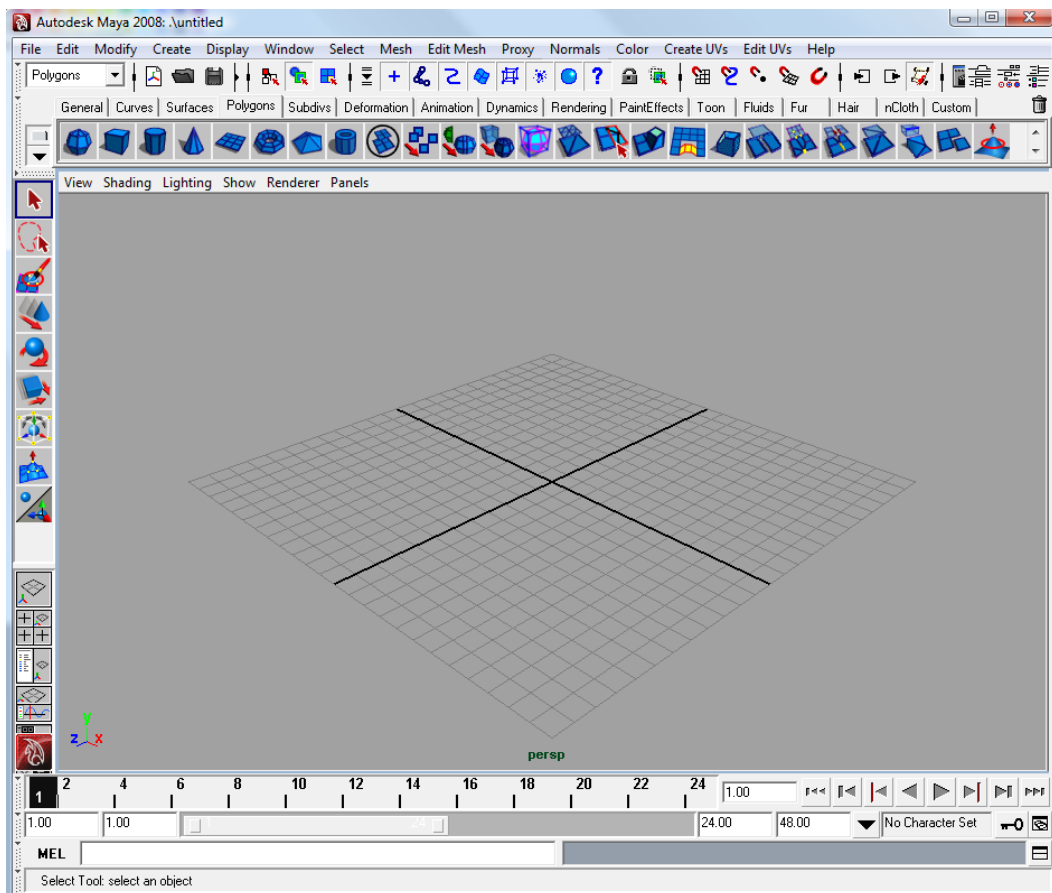 Autodesk Maya 2008: .\untitled
File Edit Modify Create Display Window Select Mesh Edit Mesh Proxy Normals Color Create UVs Edit UVs Help
Polygons
General Curves Surfaces Polygons Subdivs Deformation Animation Dynamics Rendering PaintEffects Toon Fluids Fur Hair nCloth Custom
View Shading Lighting Show Renderer Panels
y
z x
persp
1 2 4 6 8 10 12 14 16 18 20 22 24 1.00
1.00 1.00 1 24 24.00 48.00 No Character Set
MEL
Select Tool: select an object